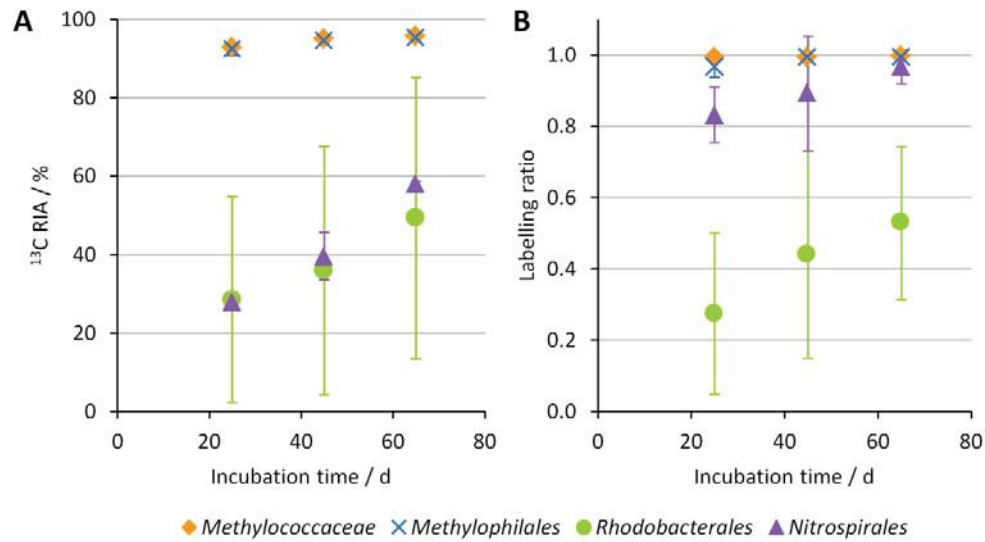 A
B
¹³C RIA / %
100
80
60
40
20
0
0 20 40 60 80
Incubation time / d
Labelling ratio
1.0
0.8
0.6
0.4
0.2
0.0
0 20 40 60 80
Incubation time / d
Methylococcaceae Methylophilales Rhodobacterales Nitrospirales